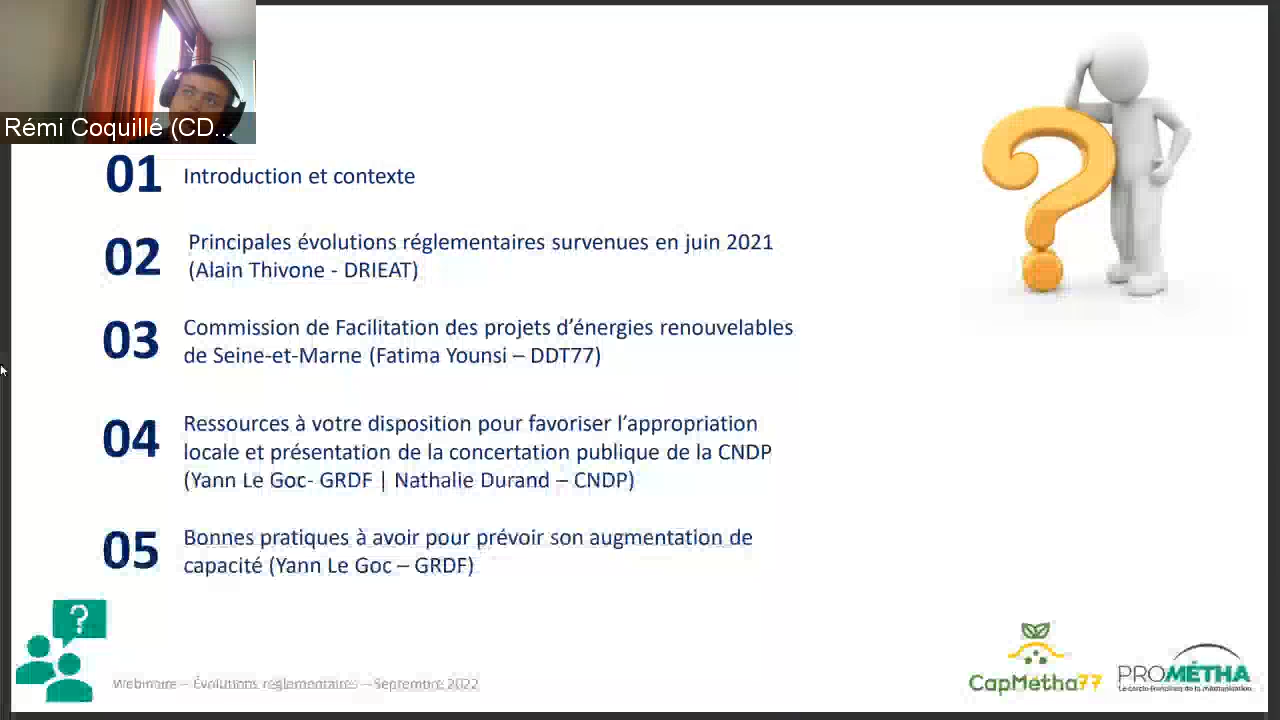 Rémi Coquillé (CD...
01
Introduction et contexte
02
Principales évolutions réglementaires survenues en juin 2021
(Alain Thivone - DRIEAT)
03
Commission de Facilitation des projets d’énergies renouvelables
de Seine-et-Marne (Fatima Younsi – DDT77)
04
Ressources à votre disposition pour favoriser l’appropriation
locale et présentation de la concertation publique de la CNDP
(Yann Le Goc- GRDF | Nathalie Durand – CNDP)
05
Bonnes pratiques à avoir pour prévoir son augmentation de
capacité (Yann Le Goc – GRDF)
?
Webinaire – Évolutions réglementaires – Septembre 2022
CapMetha77
PROMÉTHA
Le cercle francilien de la méthanisation